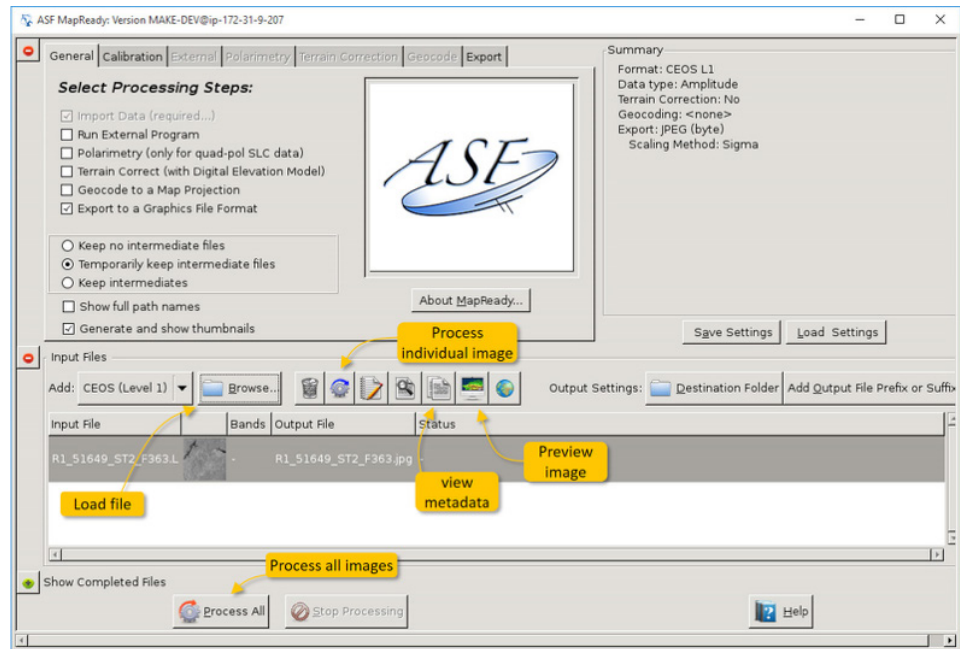 ASF MapReady: Version MAKE-DEV@ip-172-31-9-207
General Calibration External Polarimetry Terrain Correction Geocode Export
Select Processing Steps:
Import Data (required...)
Run External Program
Polarimetry (only for quad-pol SLC data)
Terrain Correct (with Digital Elevation Model)
Geocode to a Map Projection
Export to a Graphics File Format
Keep no intermediate files
Temporarily keep intermediate files
Keep intermediates
Show full path names
Generate and show thumbnails
ASF
About MapReady...
Summary
Format: CEOS L1
Data type: Amplitude
Terrain Correction: No
Geocoding: <none>
Export: JPEG (byte)
Scaling Method: Sigma
Save Settings Load Settings
Process
individual image
Input Files
Add: CEOS (Level 1) Browse... Output Settings: Destination Folder Add Output File Prefix or Suffix
Input File Bands Output File Status
R1_51649_ST2_F363.L - R1_51649_ST2_F363.jpg -
Preview
image
view
metadata
Load file
Process all images
Show Completed Files
Process All Stop Processing Help